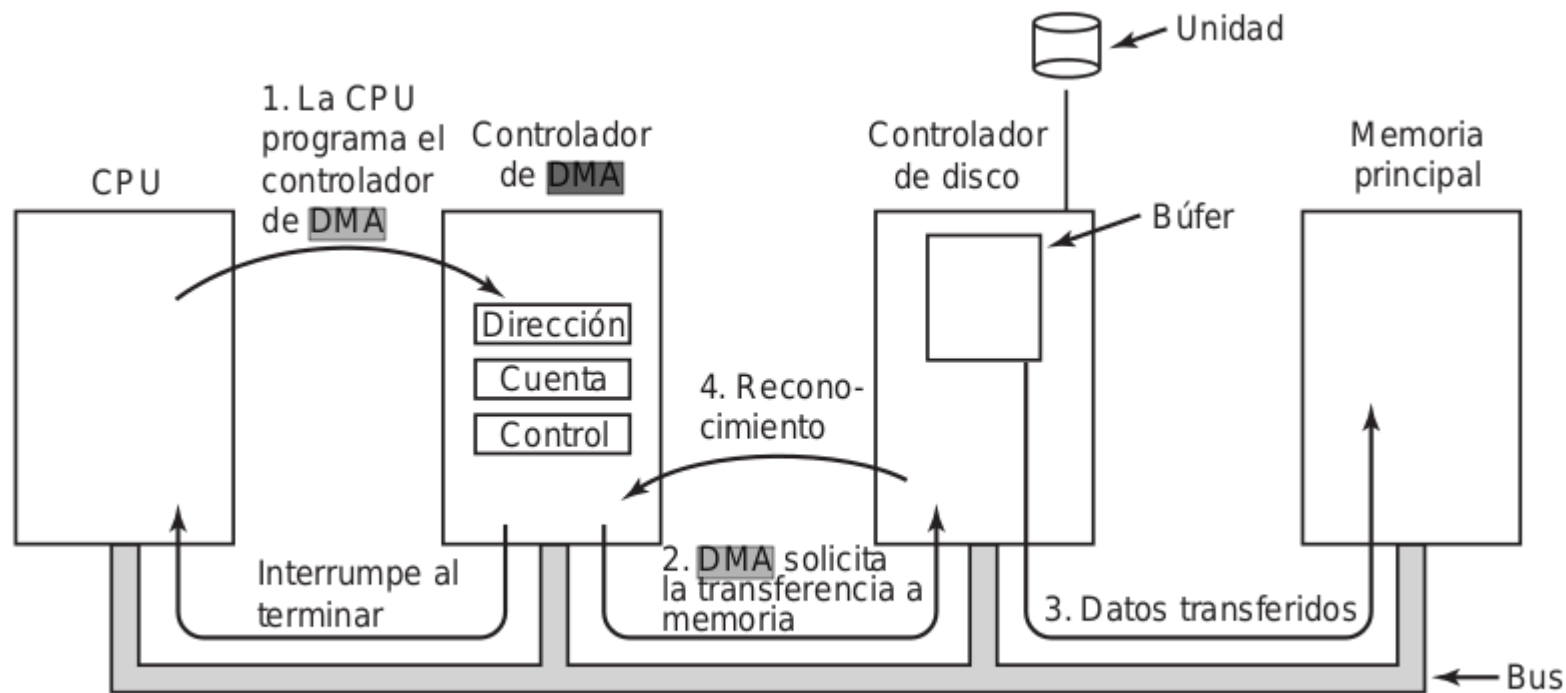 Unidad
1. La CPU
programa el
controlador
de DMA
CPU
Controlador
de DMA
Controlador
de disco
Memoria
principal
Búfer
Dirección
Cuenta
Control
4. Recono-
cimiento
Interrumpe al
terminar
2. DMA solicita
la transferencia a
memoria
3. Datos transferidos
Bus